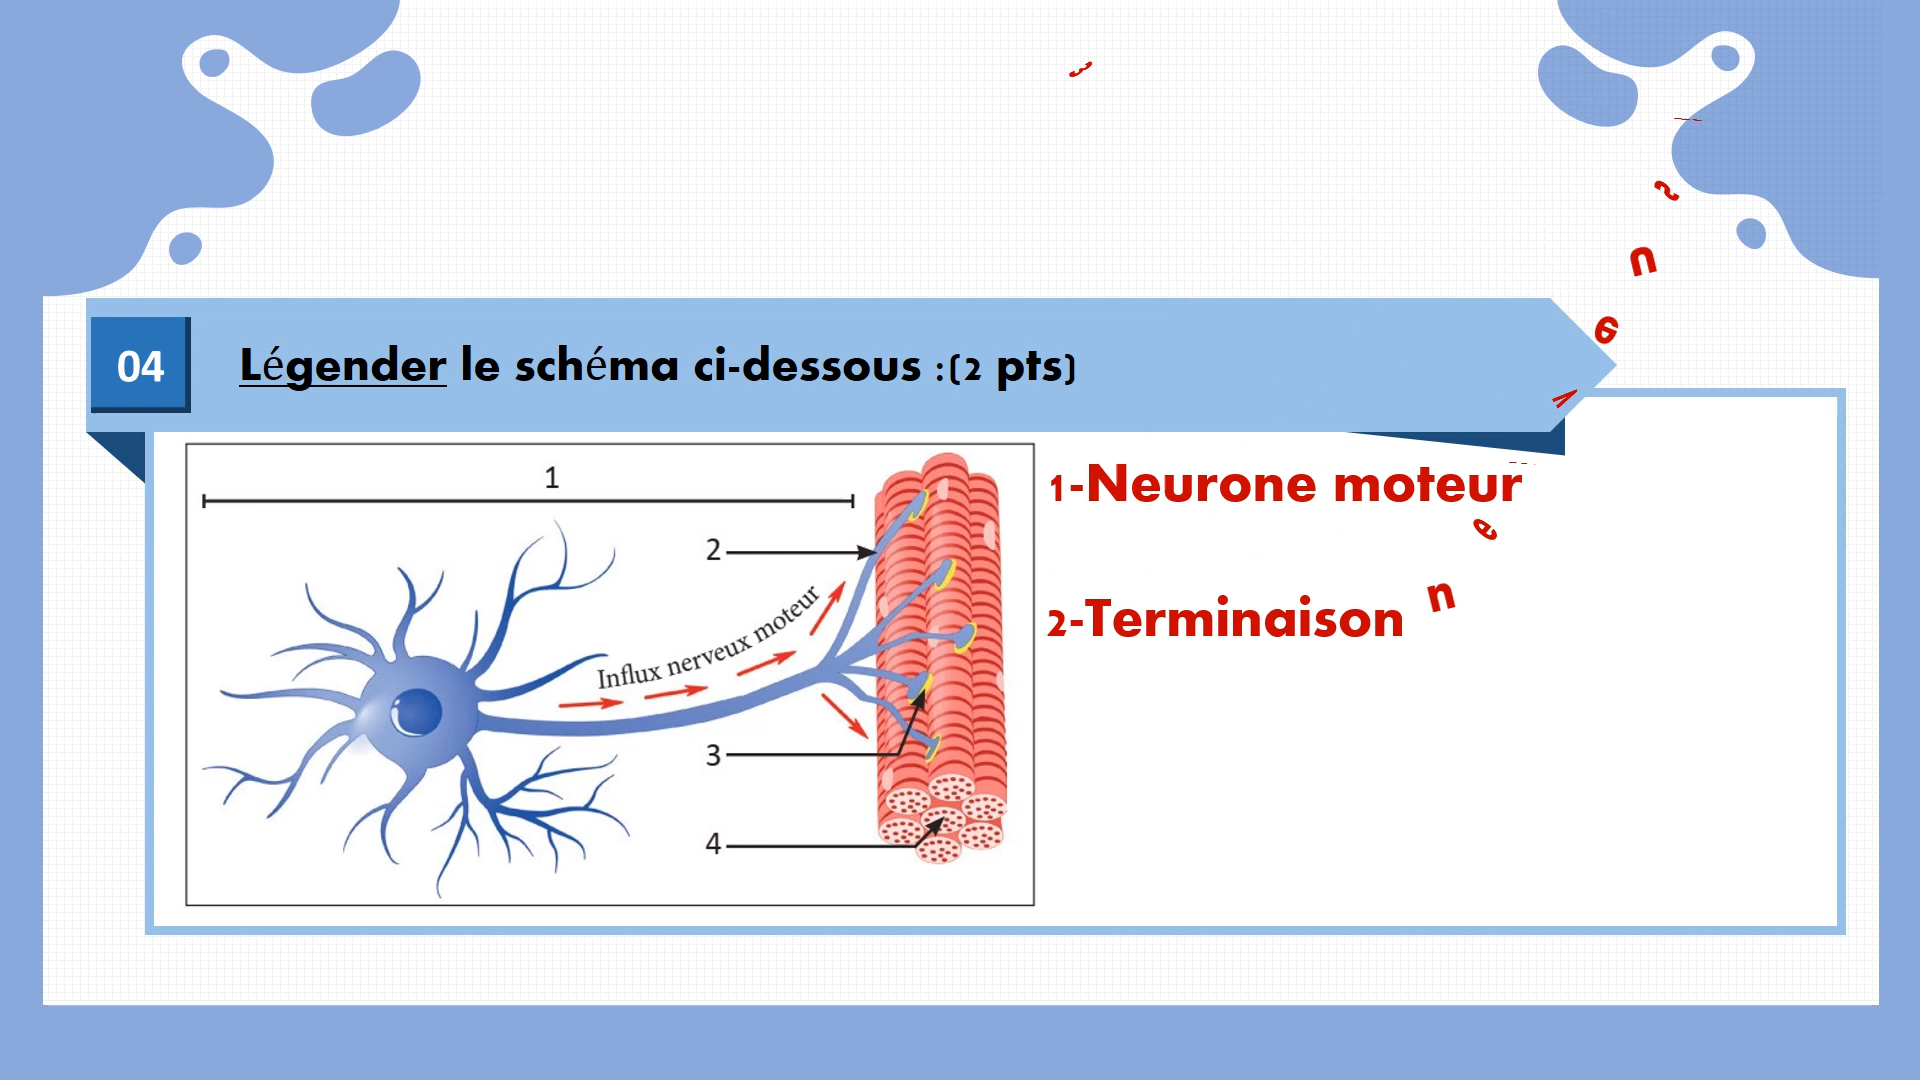 04
Légender le schéma ci-dessous :(2 pts)
1
2
Influx nerveux moteur
3
4
1-Neurone moteur
2-Terminaison n
e